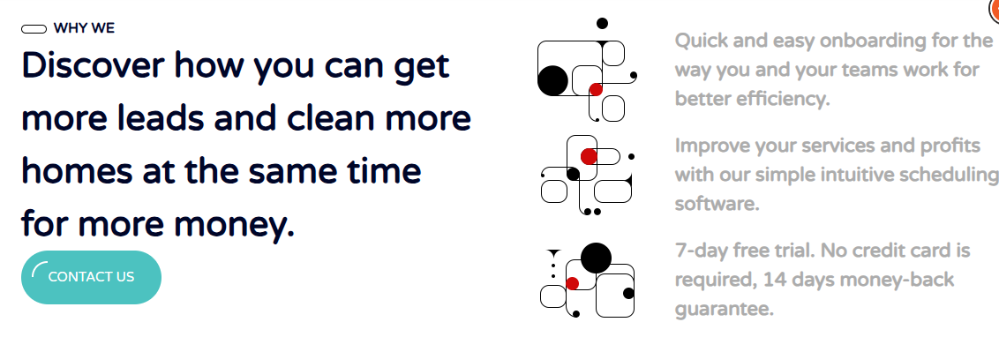 WHY WE
Discover how you can get
more leads and clean more
homes at the same time
for more money.
CONTACT US
Quick and easy onboarding for the
way you and your teams work for
better efficiency.
Improve your services and profits
with our simple intuitive scheduling
software.
7-day free trial. No credit card is
required, 14 days money-back
guarantee.